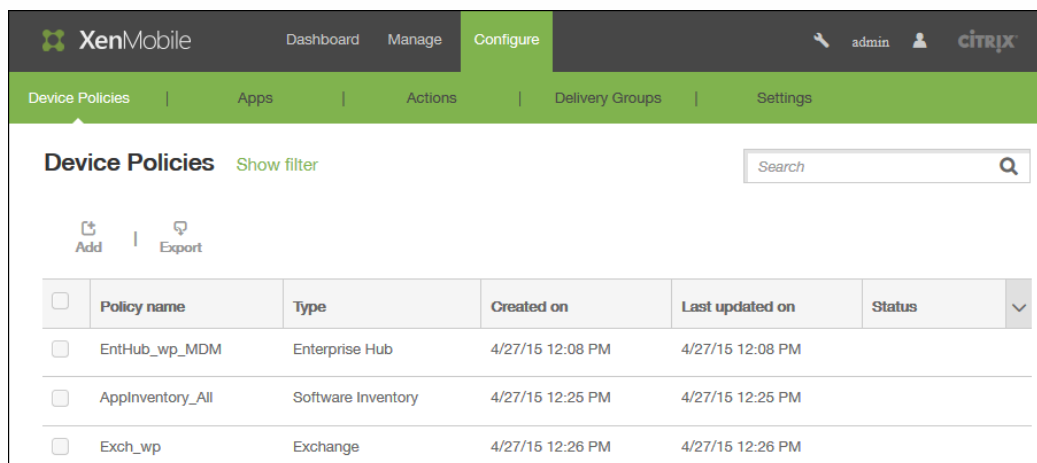 XenMobile Dashboard Manage Configure admin CİTRIX
Device Policies | Apps | Actions | Delivery Groups | Settings
Device Policies Show filter Search
Add | Export
Policy name Type Created on Last updated on Status
EntHub_wp_MDM Enterprise Hub 4/27/15 12:08 PM 4/27/15 12:08 PM
AppInventory_All Software Inventory 4/27/15 12:25 PM 4/27/15 12:25 PM
Exch_wp Exchange 4/27/15 12:26 PM 4/27/15 12:26 PM